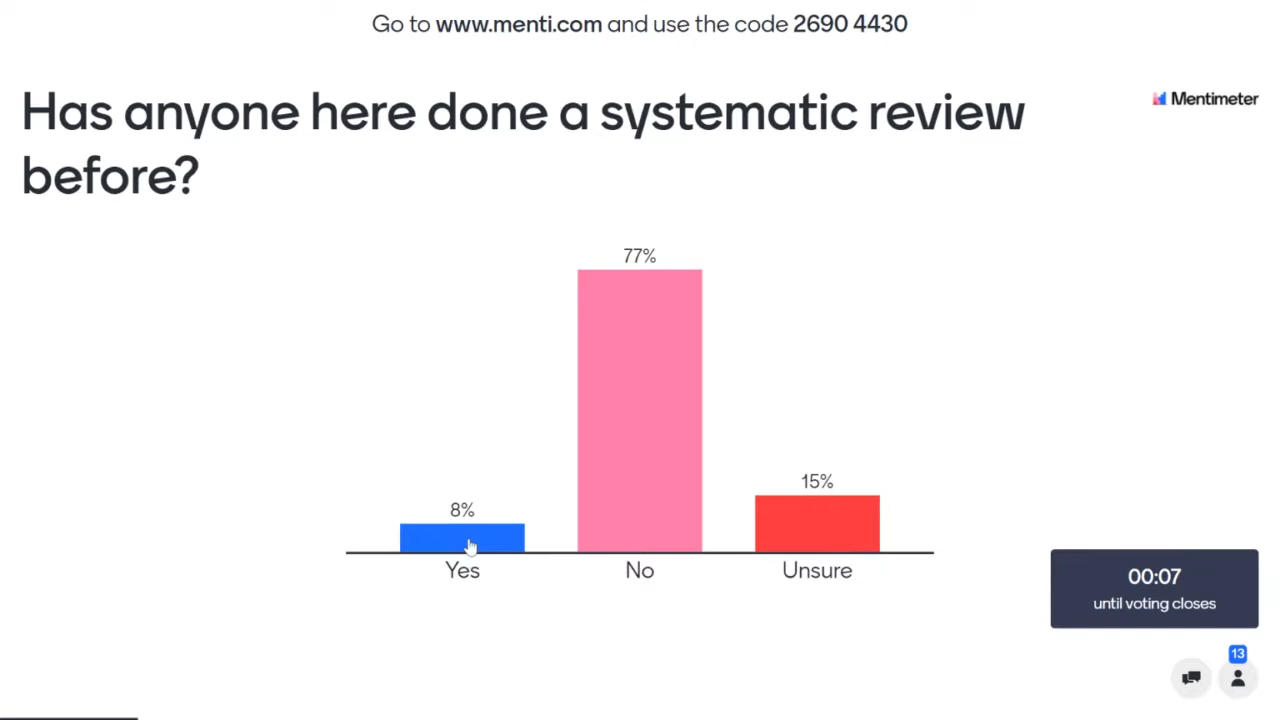 Go to www.menti.com and use the code 2690 4430
Mentimeter
Has anyone here done a systematic review
before?
77%
15%
8%
Yes
No
Unsure
00:07
until voting closes
13